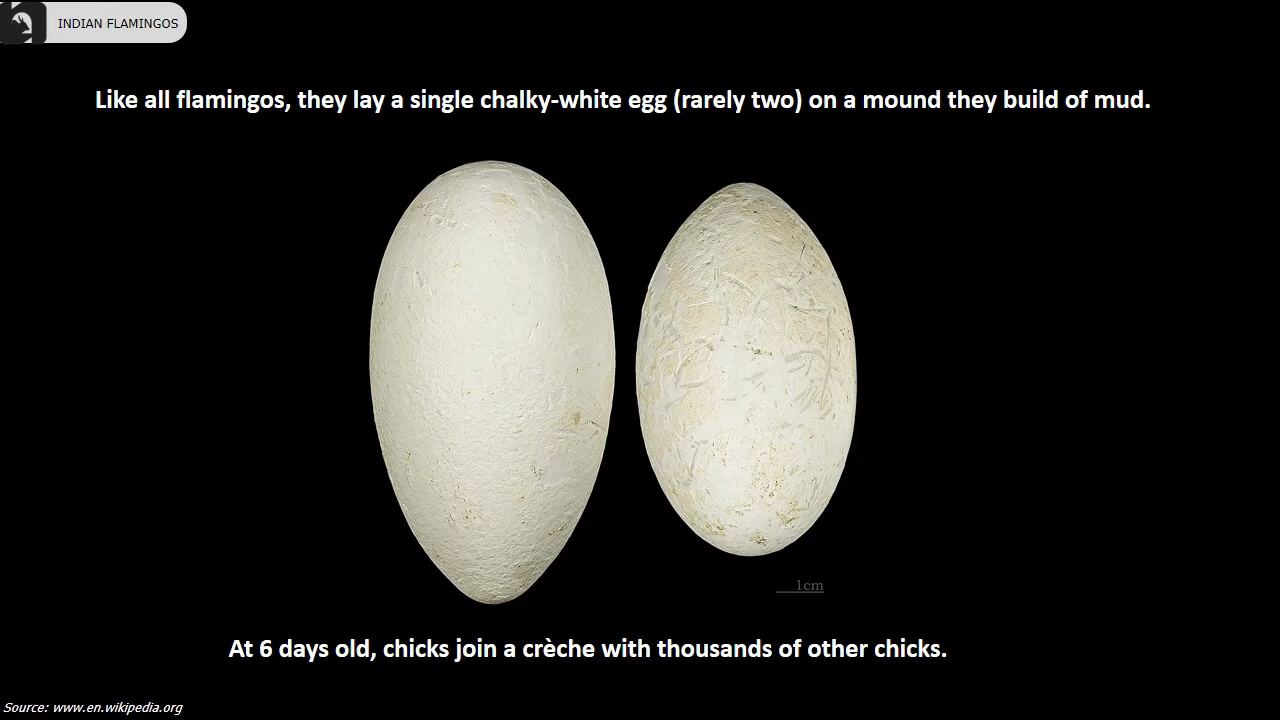 INDIAN FLAMINGOS
Like all flamingos, they lay a single chalky-white egg (rarely two) on a mound they build of mud.
1cm
At 6 days old, chicks join a crèche with thousands of other chicks.
Source: www.en.wikipedia.org